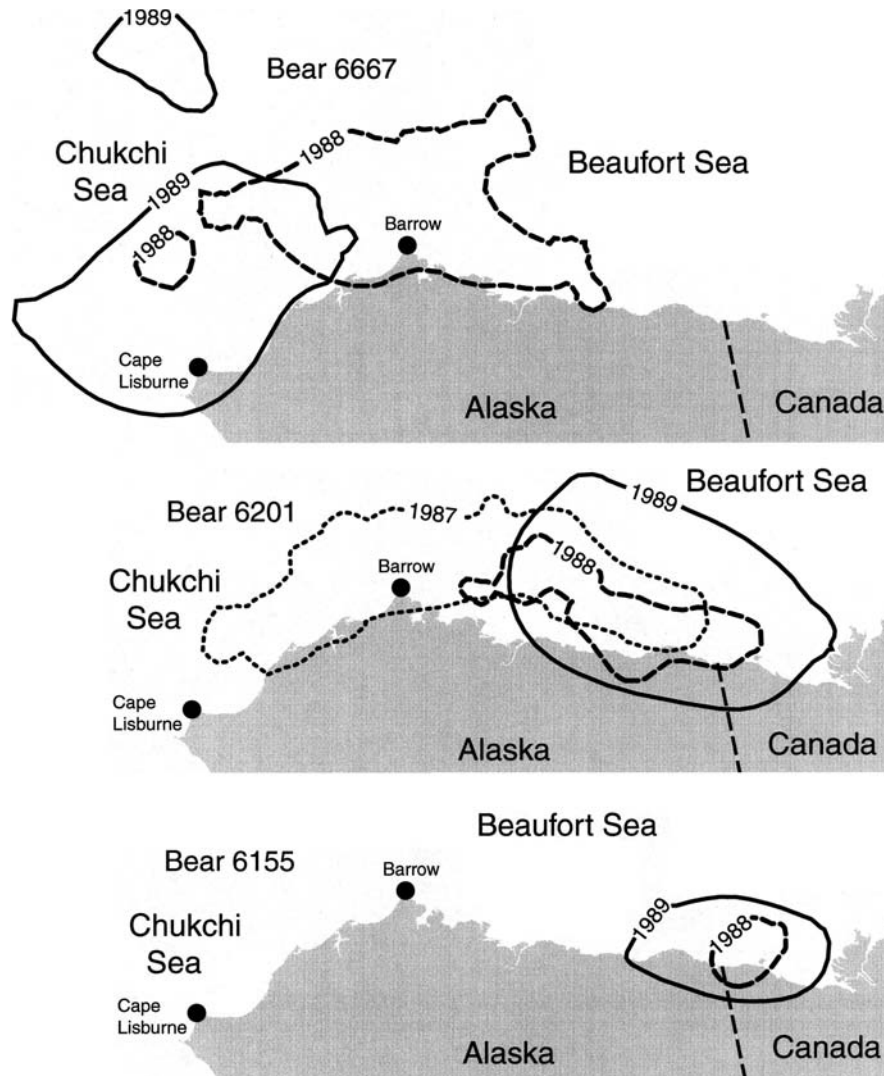 1989
Bear 6667
1988
Chukchi
Sea
1989
Beaufort Sea
1988
Barrow
Cape
Lisburne
Alaska
Canada
Beaufort Sea
1989
Bear 6201
1987
1988
Barrow
Chukchi
Sea
Cape
Lisburne
Alaska
Canada
Beaufort Sea
Bear 6155
Barrow
1989
1988
Chukchi
Sea
Cape
Lisburne
Alaska
Canada